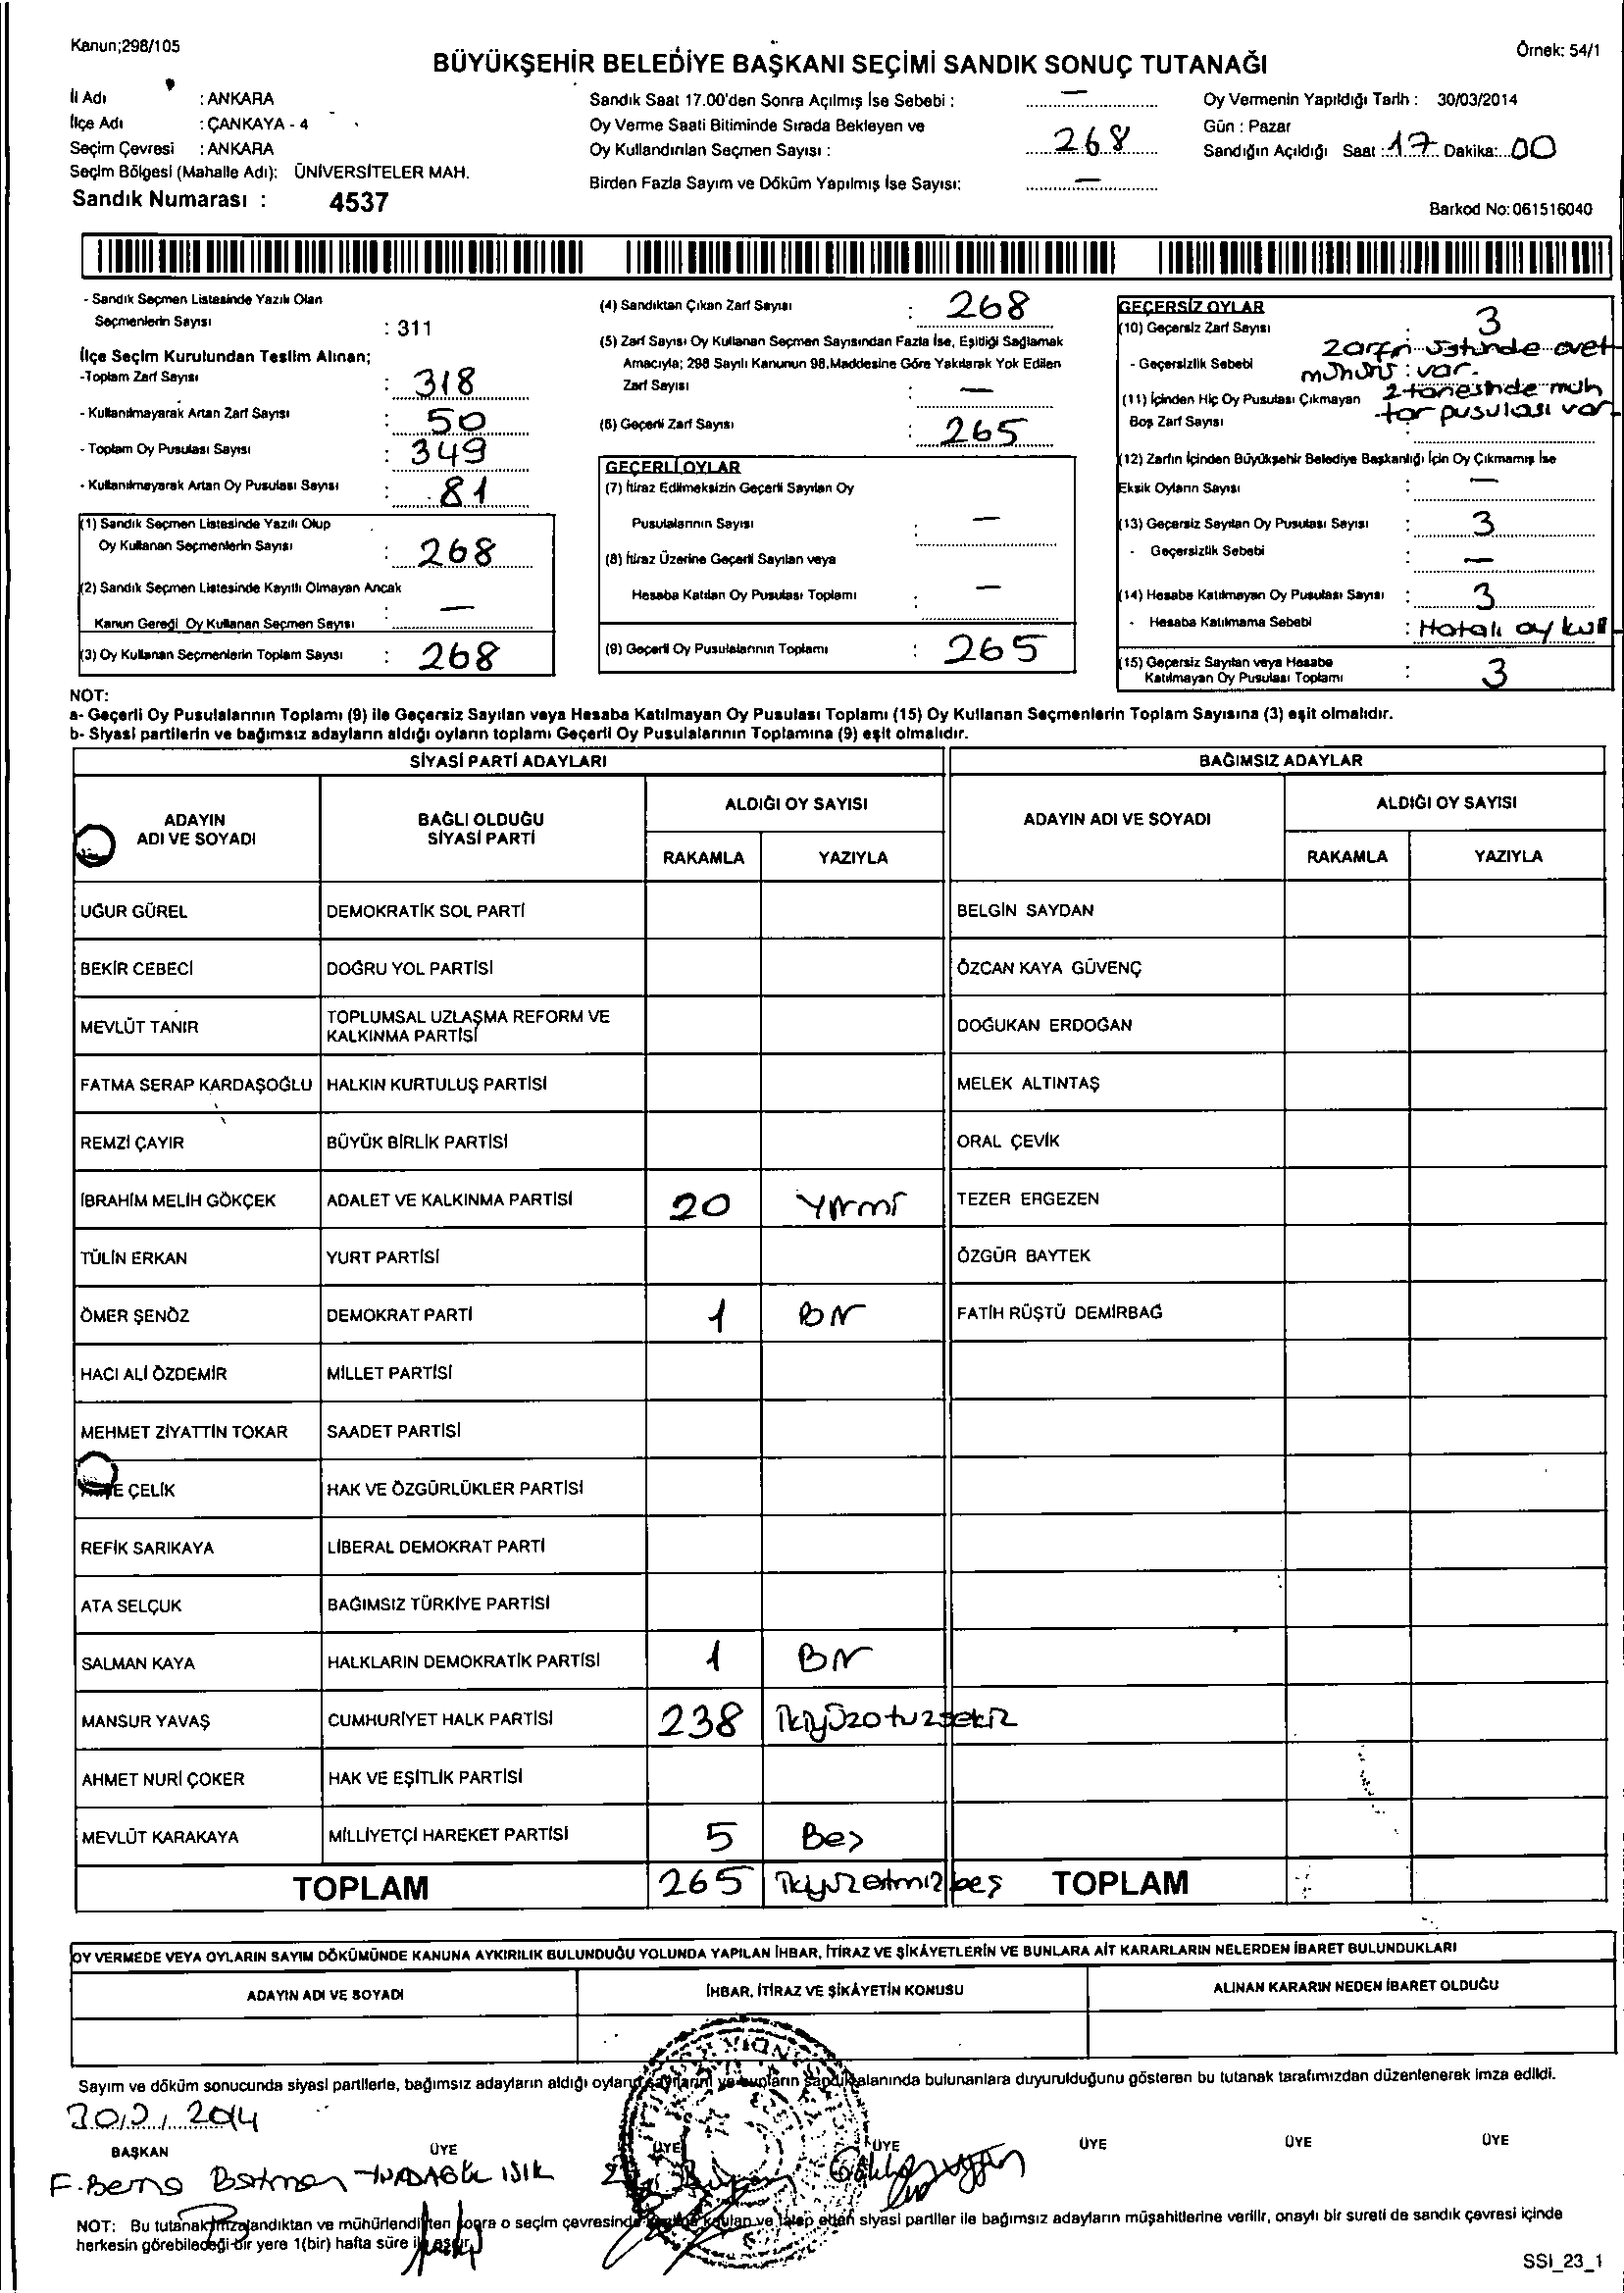 Kanun;298/105
Örnek: 54/1
BÜYÜKŞEHİR BELEDİYE BAŞKANI SEÇİMİ SANDIK SONUÇ TUTANAĞI
İl Adı : ANKARA
İlçe Adı : ÇANKAYA - 4
Seçim Çevresi : ANKARA
Seçim Bölgesi (Mahalle Adı): ÜNİVERSİTELER MAH.
Sandık Numarası : 4537
Sandık Saat 17.00'den Sonra Açılmış İse Sebebi : —
Oy Verme Saati Bitiminde Sırada Bekleyen ve
Oy Kullandırılan Seçmen Sayısı : 268
Birden Fazla Sayım ve Döküm Yapılmış İse Sayısı: —
Oy Vermenin Yapıldığı Tarih : 30/03/2014
Gün : Pazar
Sandığın Açıldığı Saat : 17 Dakika: 00
Barkod No: 061516040
- Sandık Seçmen Listesinde Yazılı Olan
Seçmenlerin Sayısı : 311
İlçe Seçim Kurulundan Teslim Alınan;
-Toplam Zarf Sayısı : 318
- Kullanılmayarak Artan Zarf Sayısı : 50
- Toplam Oy Pusulası Sayısı : 349
- Kullanılmayarak Artan Oy Pusulası Sayısı : 81
(1) Sandık Seçmen Listesinde Yazılı Olup
Oy Kullanan Seçmenlerin Sayısı : 268
(2) Sandık Seçmen Listesinde Kayıtlı Olmayan Ancak
Kanun Gereği Oy Kullanan Seçmen Sayısı : —
(3) Oy Kullanan Seçmenlerin Toplam Sayısı : 268
(4) Sandıktan Çıkan Zarf Sayısı : 268
(5) Zarf Sayısı Oy Kullanan Seçmen Sayısından Fazla İse, Eşitliği Sağlamak
Amacıyla; 298 Sayılı Kanunun 98.Maddesine Göre Yakılarak Yok Edilen
Zarf Sayısı : —
(6) Geçerli Zarf Sayısı : 265
GEÇERLİ OYLAR
(7) İtiraz Edilmeksizin Geçerli Sayılan Oy
Pusulalarının Sayısı : —
(8) İtiraz Üzerine Geçerli Sayılan veya
Hesaba Katılan Oy Pusulası Toplamı : —
(9) Geçerli Oy Pusulalarının Toplamı : 265
GEÇERSİZ OYLAR
(10) Geçersiz Zarf Sayısı : 3
- Geçersizlik Sebebi : zarfın üstünde evet
mühürü var.
2 tanesinde muh
tar pusulası var
(11) İçinden Hiç Oy Pusulası Çıkmayan
Boş Zarf Sayısı :
(12) Zarfın İçinden Büyükşehir Belediye Başkanlığı İçin Oy Çıkmamış İse
Eksik Oyların Sayısı : —
(13) Geçersiz Sayılan Oy Pusulası Sayısı : 3
- Geçersizlik Sebebi : —
(14) Hesaba Katılmayan Oy Pusulası Sayısı : 3
- Hesaba Katılmama Sebebi : Hatalı oy kull
(15) Geçersiz Sayılan veya Hesaba
Katılmayan Oy Pusulası Toplamı : 3
NOT:
a- Geçerli Oy Pusulalarının Toplamı (9) ile Geçersiz Sayılan veya Hesaba Katılmayan Oy Pusulası Toplamı (15) Oy Kullanan Seçmenlerin Toplam Sayısına (3) eşit olmalıdır.
b- Siyasi partilerin ve bağımsız adayların aldığı oyların toplamı Geçerli Oy Pusulalarının Toplamına (9) eşit olmalıdır.
SİYASİ PARTİ ADAYLARI BAĞIMSIZ ADAYLAR
ADAYIN
ADI VE SOYADI
BAĞLI OLDUĞU
SİYASİ PARTİ
ALDIĞI OY SAYISI
RAKAMLA YAZIYLA
ADAYIN ADI VE SOYADI
ALDIĞI OY SAYISI
RAKAMLA YAZIYLA
UĞUR GÜREL DEMOKRATİK SOL PARTİ BELGİN SAYDAN
BEKİR CEBECİ DOĞRU YOL PARTİSİ ÖZCAN KAYA GÜVENÇ
MEVLÜT TANIR TOPLUMSAL UZLAŞMA REFORM VE
KALKINMA PARTİSİ DOĞUKAN ERDOĞAN
FATMA SERAP KARDAŞOĞLU HALKIN KURTULUŞ PARTİSİ MELEK ALTINTAŞ
REMZİ ÇAYIR BÜYÜK BİRLİK PARTİSİ ORAL ÇEVİK
İBRAHİM MELİH GÖKÇEK ADALET VE KALKINMA PARTİSİ 20 Yirmi TEZER ERGEZEN
TÜLİN ERKAN YURT PARTİSİ ÖZGÜR BAYTEK
ÖMER ŞENÖZ DEMOKRAT PARTİ 1 Bir FATİH RÜŞTÜ DEMİRBAĞ
HACI ALİ ÖZDEMİR MİLLET PARTİSİ
MEHMET ZİYATTİN TOKAR SAADET PARTİSİ
ÇELİK HAK VE ÖZGÜRLÜKLER PARTİSİ
REFİK SARIKAYA LİBERAL DEMOKRAT PARTİ
ATA SELÇUK BAĞIMSIZ TÜRKİYE PARTİSİ
SALMAN KAYA HALKLARIN DEMOKRATİK PARTİSİ 1 Bir
MANSUR YAVAŞ CUMHURİYET HALK PARTİSİ 238 ikiyüzotuzsekiz
AHMET NURİ ÇOKER HAK VE EŞİTLİK PARTİSİ
MEVLÜT KARAKAYA MİLLİYETÇİ HAREKET PARTİSİ 5 Beş
TOPLAM 265 ikiyüzatmızbeş TOPLAM
OY VERMEDE VEYA OYLARIN SAYIM DÖKÜMÜNDE KANUNA AYKIRILIK BULUNDUĞU YOLUNDA YAPILAN İHBAR, İTİRAZ VE ŞİKÂYETLERİN VE BUNLARA AİT KARARLARIN NELERDEN İBARET BULUNDUKLARI
ADAYIN ADI VE SOYADI İHBAR, İTİRAZ VE ŞİKÂYETİN KONUSU ALINAN KARARIN NEDEN İBARET OLDUĞU
Sayım ve döküm sonucunda siyasi partilerle, bağımsız adayların aldığı bunların sandık alanında bulunanlara duyurulduğunu gösteren bu tutanak tarafımızdan düzenlenerek imza edildi.
2014
BAŞKAN ÜYE ÜYE ÜYE ÜYE ÜYE ÜYE
F. Berna IŞIK
NOT: Bu tutanak imzalandıktan ve mühürlendikten sonra o seçim çevresinde ve talep eden siyasi partiler ile bağımsız adayların müşahitlerine verilir, onaylı bir sureti de sandık çevresi içinde
herkesin görebileceği bir yere 1(bir) hafta süre ile asılır.
SSI_23_1